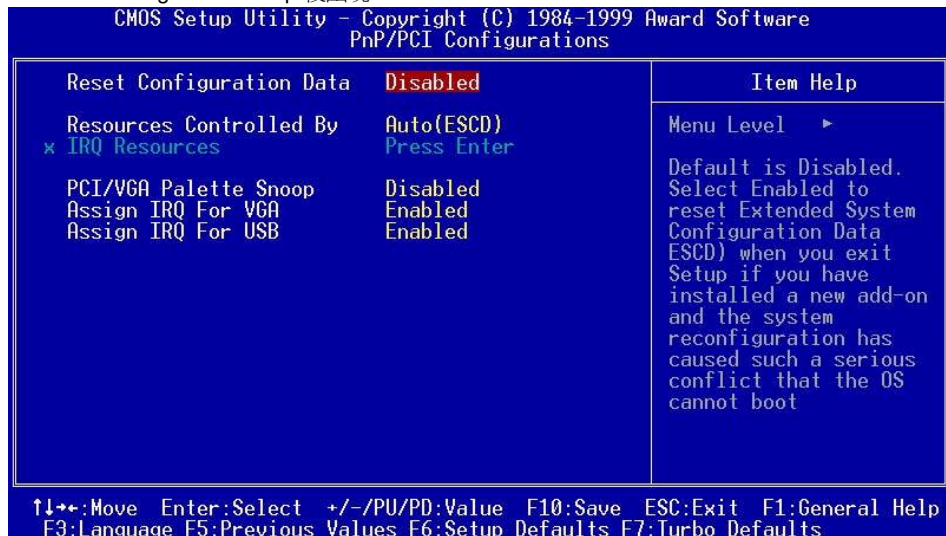 CMOS Setup Utility – Copyright (C) 1984-1999 Award Software
PnP/PCI Configurations
Reset Configuration Data Disabled
Resources Controlled By Auto(ESCD)
x IRQ Resources Press Enter
PCI/VGA Palette Snoop Disabled
Assign IRQ For VGA Enabled
Assign IRQ For USB Enabled
Item Help
Menu Level ►
Default is Disabled.
Select Enabled to
reset Extended System
Configuration Data
ESCD) when you exit
Setup if you have
installed a new add-on
and the system
reconfiguration has
caused such a serious
conflict that the OS
cannot boot
↑↓→←:Move Enter:Select +/-/PU/PD:Value F10:Save ESC:Exit F1:General Help
F3:Language F5:Previous Values F6:Setup Defaults F7:Turbo Defaults